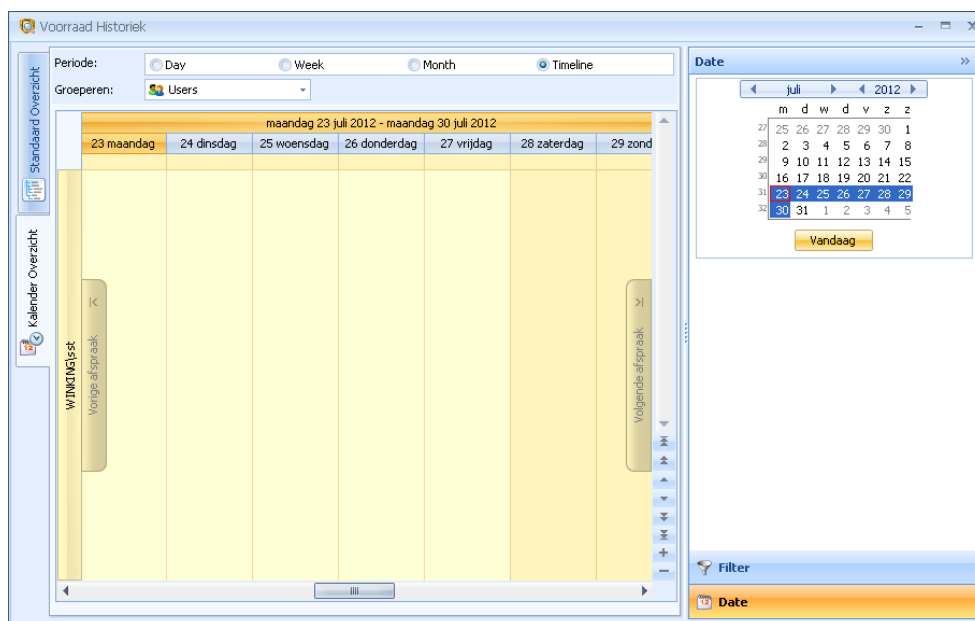 Voorraad Historiek
Standaard Overzicht
Kalender Overzicht
Periode: Day Week Month Timeline
Groeperen: Users
maandag 23 juli 2012 - maandag 30 juli 2012
23 maandag 24 dinsdag 25 woensdag 26 donderdag 27 vrijdag 28 zaterdag 29 zond
WINKING\sst
Vorige afspraak
Volgende afspraak
Date
juli 2012
m d w d v z z
27 25 26 27 28 29 30 1
28 2 3 4 5 6 7 8
29 9 10 11 12 13 14 15
30 16 17 18 19 20 21 22
31 23 24 25 26 27 28 29
32 30 31 1 2 3 4 5
Vandaag
Filter
12 Date